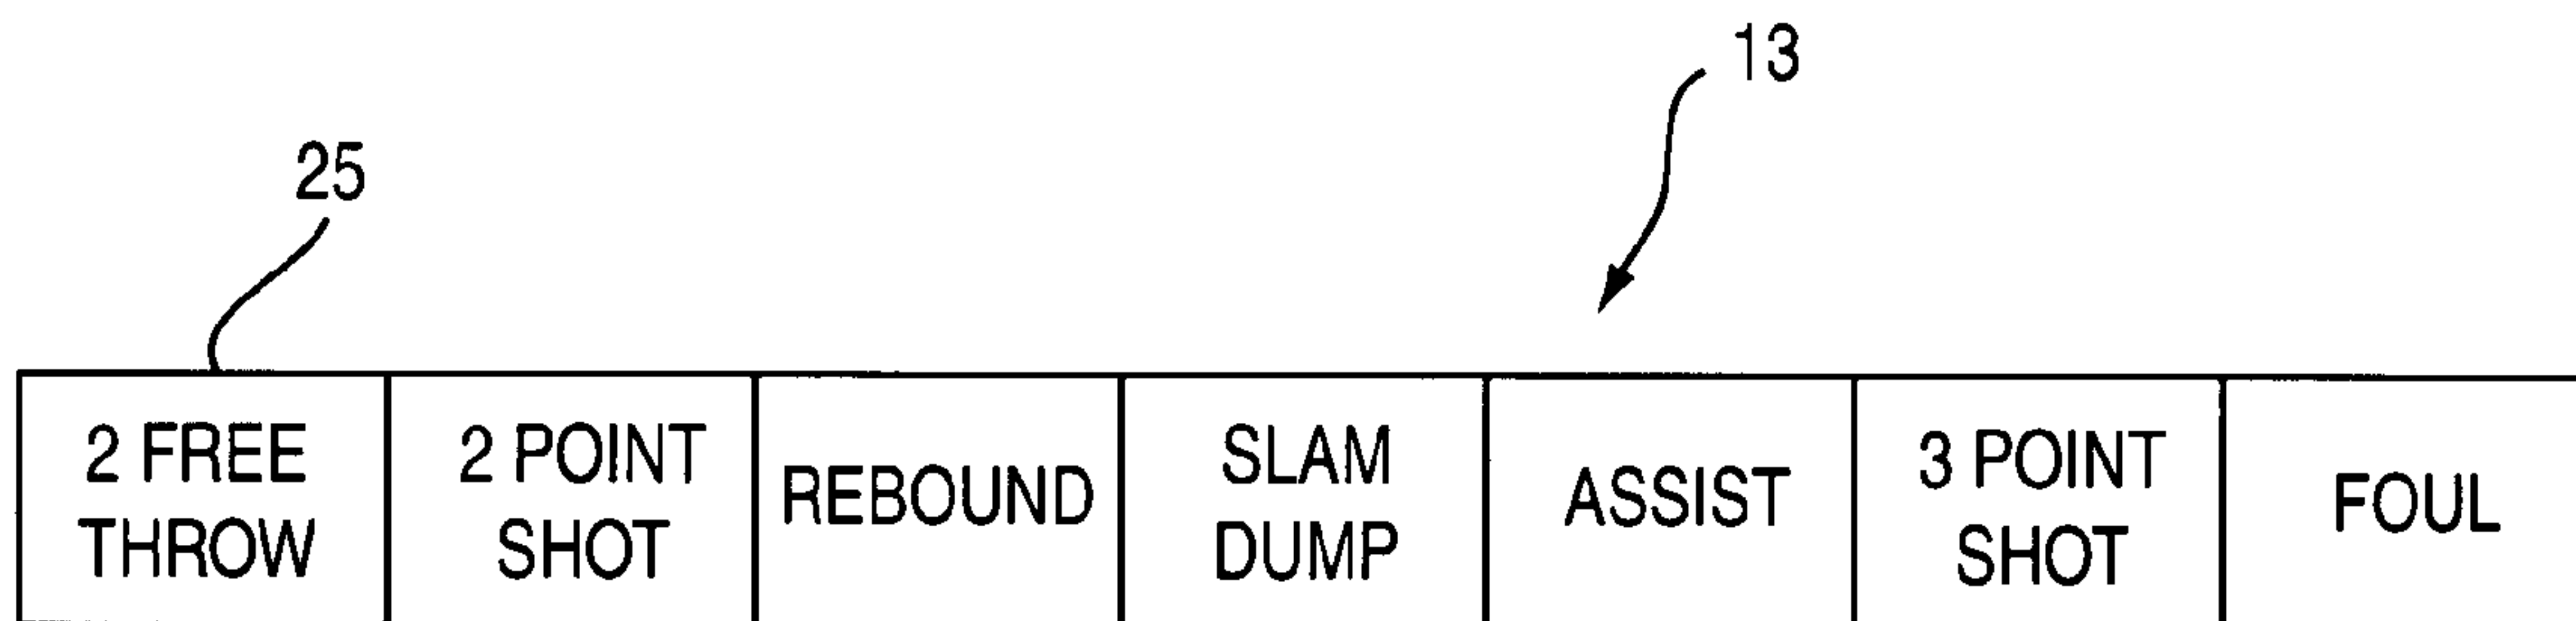 13
25
2 FREE
THROW
2 POINT
SHOT
REBOUND
SLAM
DUMP
ASSIST
3 POINT
SHOT
FOUL